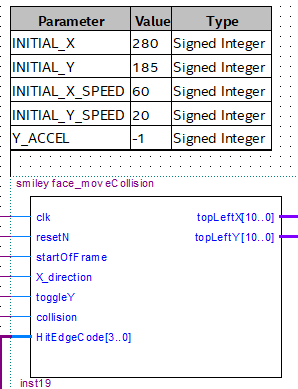 Parameter Value Type
INITIAL_X 280 Signed Integer
INITIAL_Y 185 Signed Integer
INITIAL_X_SPEED 60 Signed Integer
INITIAL_Y_SPEED 20 Signed Integer
Y_ACCEL -1 Signed Integer
smileyface_moveCollision
clk topLeftX[10..0]
resetN topLeftY[10..0]
startOfFrame
X_direction
toggleY
collision
HitEdgeCode[3..0]
inst19